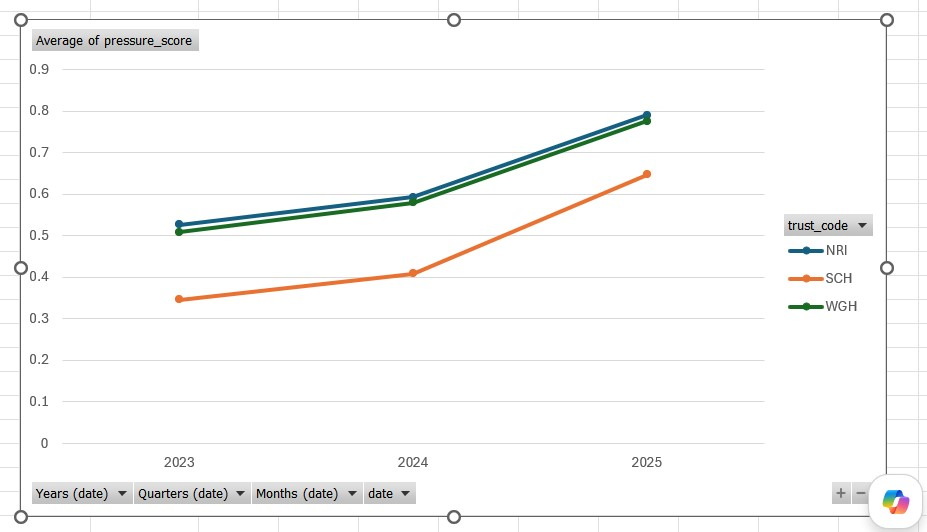 Average of pressure_score
0.9
0.8
0.7
0.6
0.5
0.4
0.3
0.2
0.1
0
2023 2024 2025
trust_code
NRI
SCH
WGH
Years (date) Quarters (date) Months (date) date
+ −